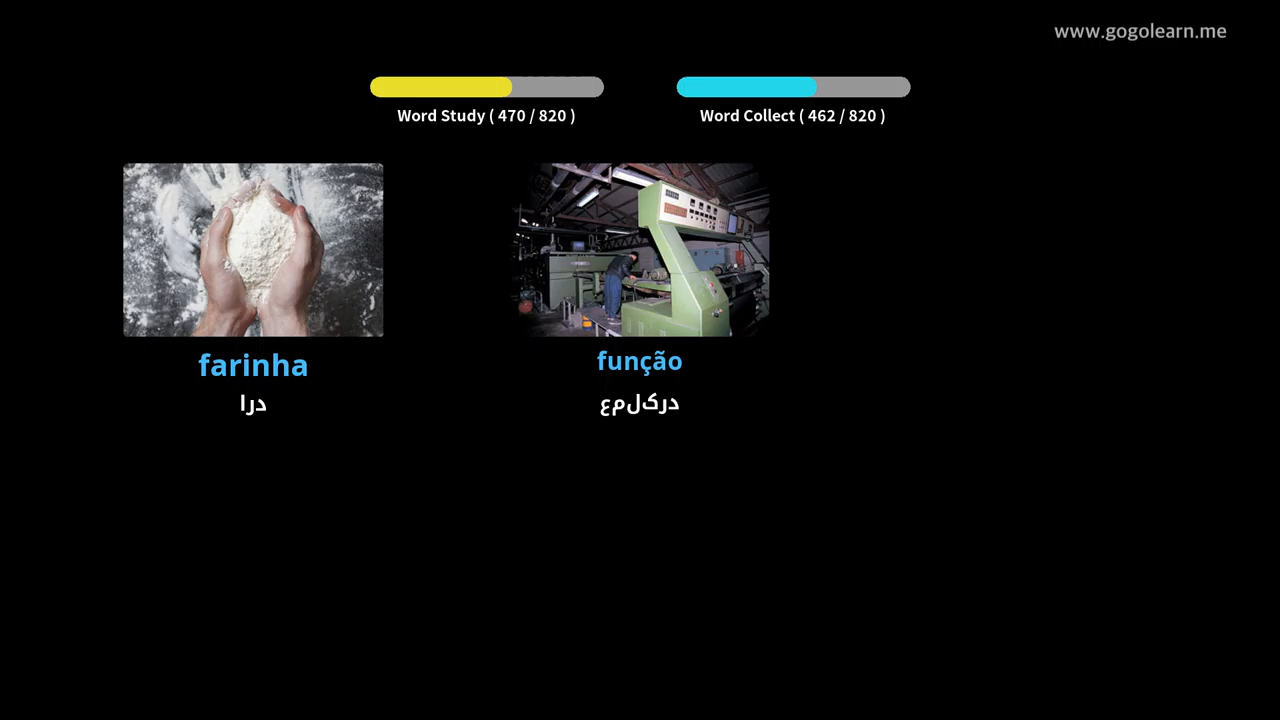 www.gogolearn.me
Word Study ( 470 / 820 )
Word Collect ( 462 / 820 )
farinha
درا
função
درکلمع